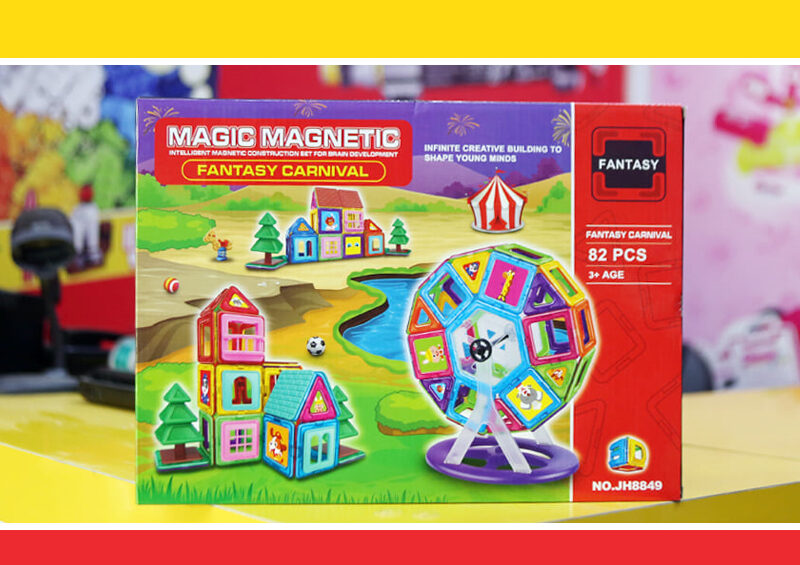 MAGIC MAGNETIC
INTELLIGENT MAGNETIC CONSTRUCTION SET FOR BRAIN DEVELOPMENT
FANTASY CARNIVAL
INFINITE CREATIVE BUILDING TO
SHAPE YOUNG MINDS
FANTASY
FANTASY CARNIVAL
82 PCS
3+ AGE
NO.JH8849